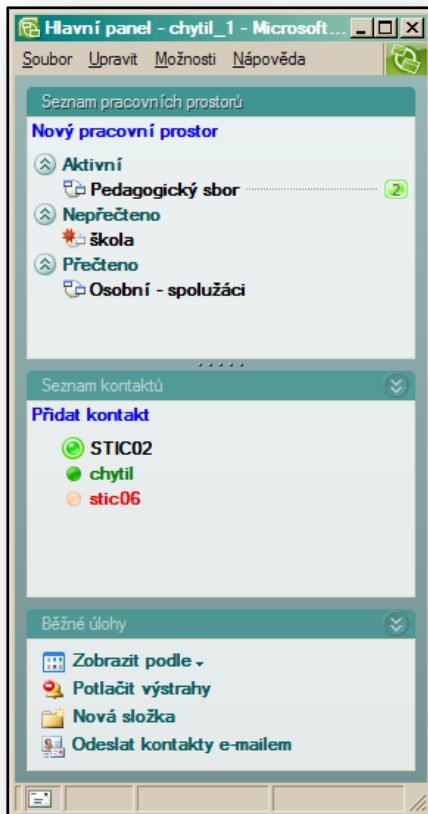 Hlavní panel - chytil_1 - Microsoft...
Soubor Upravit Možnosti Nápověda
Seznam pracovních prostorů
Nový pracovní prostor
Aktivní
Pedagogický sbor 2
Nepřečteno
škola
Přečteno
Osobní - spolužáci
Seznam kontaktů
Přidat kontakt
STIC02
chytil
stic06
Běžné úlohy
Zobrazit podle
Potlačit výstrahy
Nová složka
Odeslat kontakty e-mailem